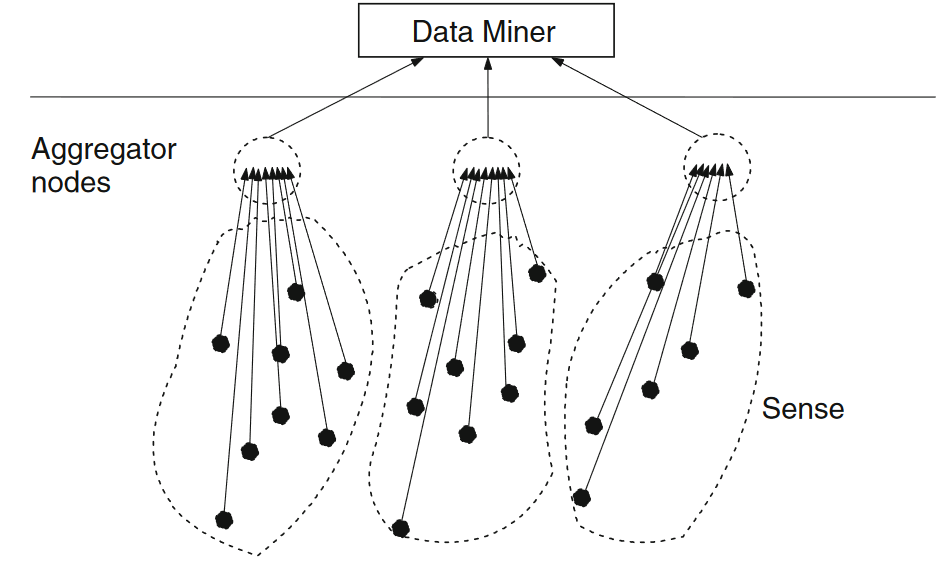 Data Miner
Aggregator
nodes
Sense